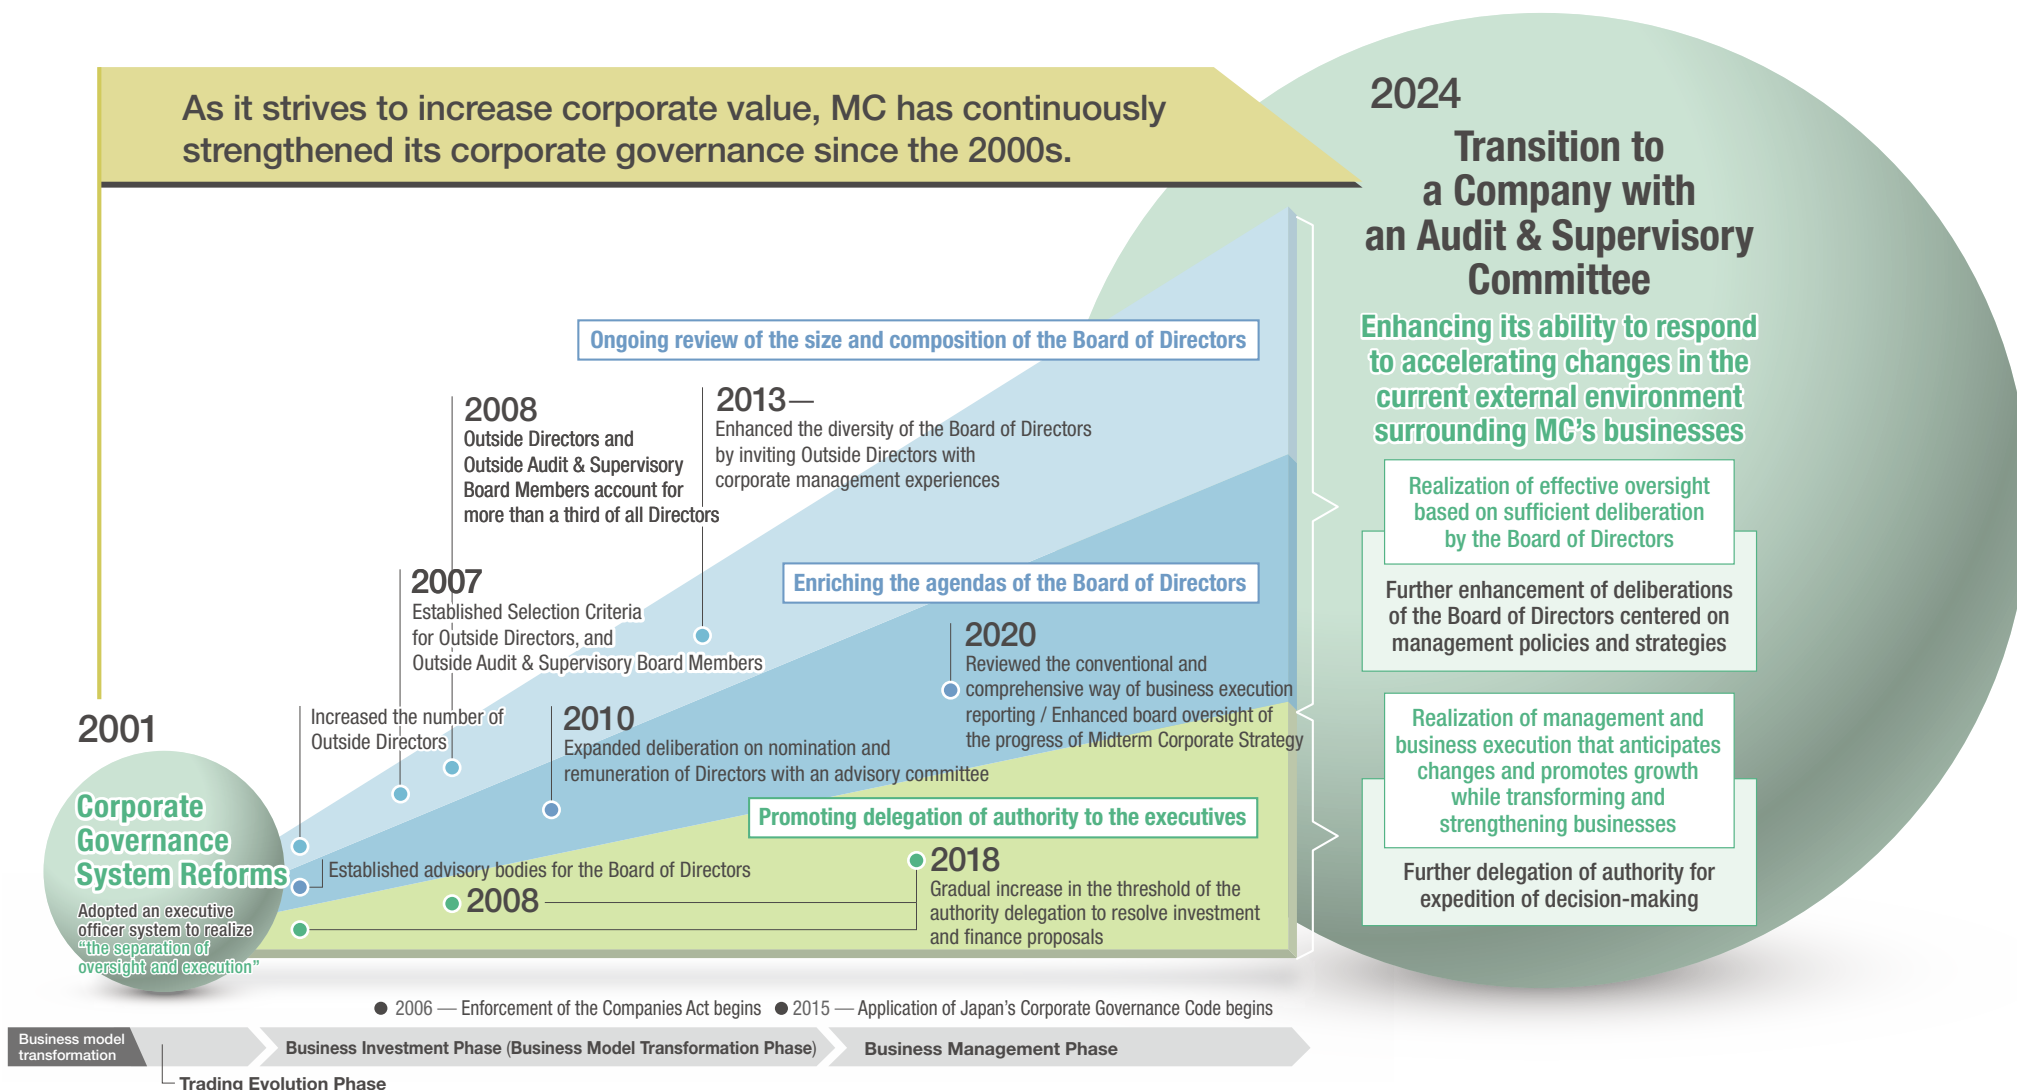 As it strives to increase corporate value, MC has continuously
strengthened its corporate governance since the 2000s.
2024
Transition to
a Company with
an Audit & Supervisory
Committee
Enhancing its ability to respond
to accelerating changes in the
current external environment
surrounding MC's businesses
Realization of effective oversight
based on sufficient deliberation
by the Board of Directors
Further enhancement of deliberations
of the Board of Directors centered on
management policies and strategies
Realization of management and
business execution that anticipates
changes and promotes growth
while transforming and
strengthening businesses
Further delegation of authority for
expedition of decision-making
Ongoing review of the size and composition of the Board of Directors
2008
Outside Directors and
Outside Audit & Supervisory
Board Members account for
more than a third of all Directors
2013—
Enhanced the diversity of the Board of Directors
by inviting Outside Directors with
corporate management experiences
2007
Established Selection Criteria
for Outside Directors, and
Outside Audit & Supervisory Board Members
Enriching the agendas of the Board of Directors
2020
Reviewed the conventional and
comprehensive way of business execution
reporting / Enhanced board oversight of
the progress of Midterm Corporate Strategy
Increased the number of
Outside Directors
2010
Expanded deliberation on nomination and
remuneration of Directors with an advisory committee
2001
Corporate
Governance
System Reforms
Adopted an executive
officer system to realize
“the separation of
oversight and execution”
Promoting delegation of authority to the executives
Established advisory bodies for the Board of Directors
2008
2018
Gradual increase in the threshold of the
authority delegation to resolve investment
and finance proposals
● 2006 — Enforcement of the Companies Act begins ● 2015 — Application of Japan's Corporate Governance Code begins
Business model
transformation
Business Investment Phase (Business Model Transformation Phase)
Business Management Phase
Trading Evolution Phase